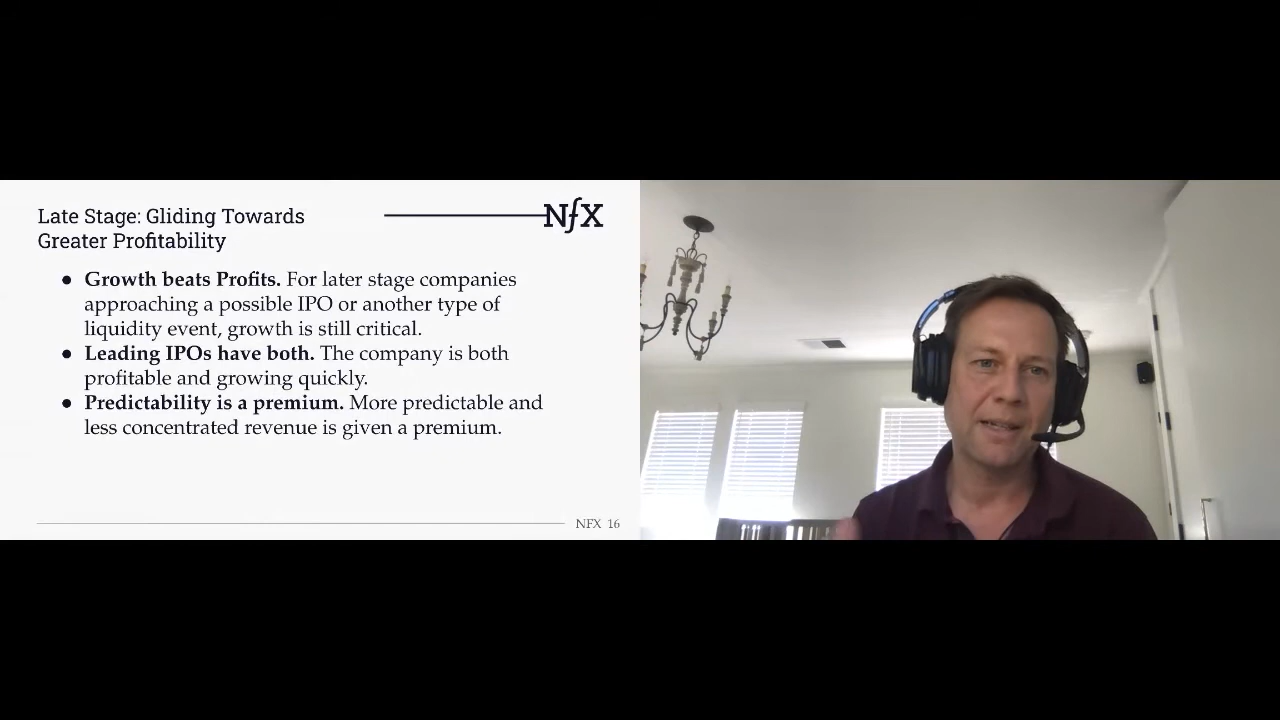 Late Stage: Gliding Towards
Greater Profitability
NfX
● Growth beats Profits. For later stage companies
approaching a possible IPO or another type of
liquidity event, growth is still critical.
● Leading IPOs have both. The company is both
profitable and growing quickly.
● Predictability is a premium. More predictable and
less concentrated revenue is given a premium.
NFX 16